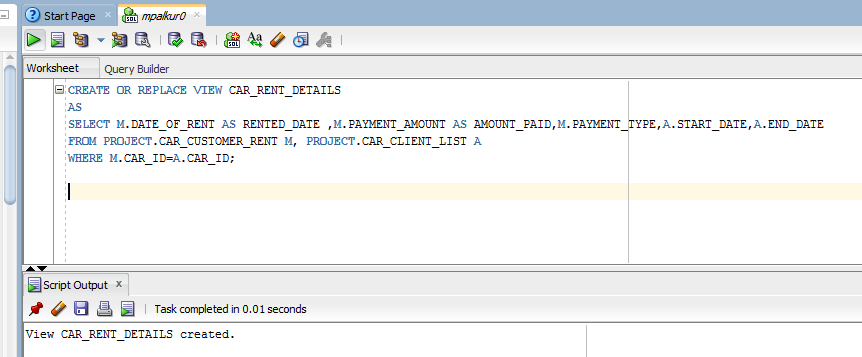 Start Page
mpalkur0
Worksheet
Query Builder
CREATE OR REPLACE VIEW CAR_RENT_DETAILS
AS
SELECT M.DATE_OF_RENT AS RENTED_DATE ,M.PAYMENT_AMOUNT AS AMOUNT_PAID,M.PAYMENT_TYPE,A.START_DATE,A.END_DATE
FROM PROJECT.CAR_CUSTOMER_RENT M, PROJECT.CAR_CLIENT_LIST A
WHERE M.CAR_ID=A.CAR_ID;
Script Output
Task completed in 0.01 seconds
View CAR_RENT_DETAILS created.